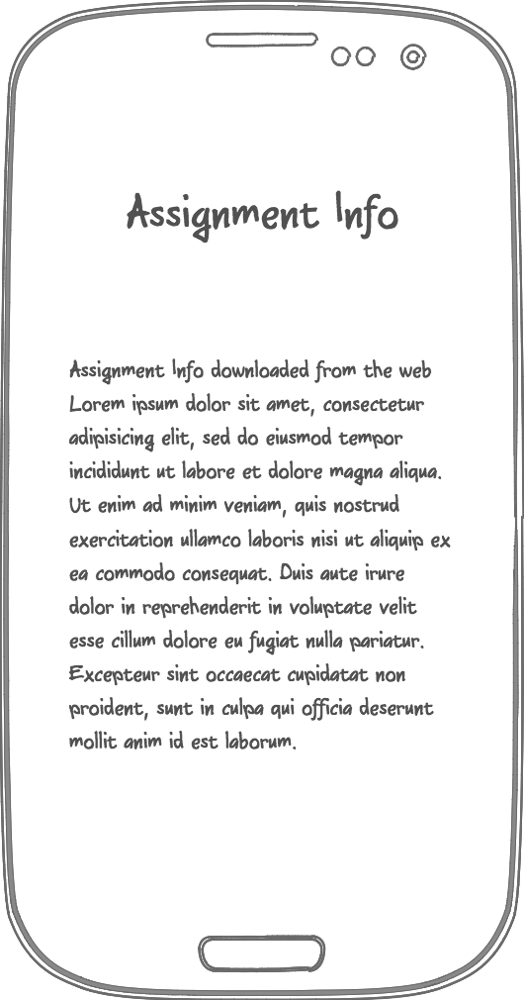 Assignment Info
Assignment Info downloaded from the web
Lorem ipsum dolor sit amet, consectetur
adipisicing elit, sed do eiusmod tempor
incididunt ut labore et dolore magna aliqua.
Ut enim ad minim veniam, quis nostrud
exercitation ullamco laboris nisi ut aliquip ex
ea commodo consequat. Duis aute irure
dolor in reprehenderit in voluptate velit
esse cillum dolore eu fugiat nulla pariatur.
Excepteur sint occaecat cupidatat non
proident, sunt in culpa qui officia deserunt
mollit anim id est laborum.